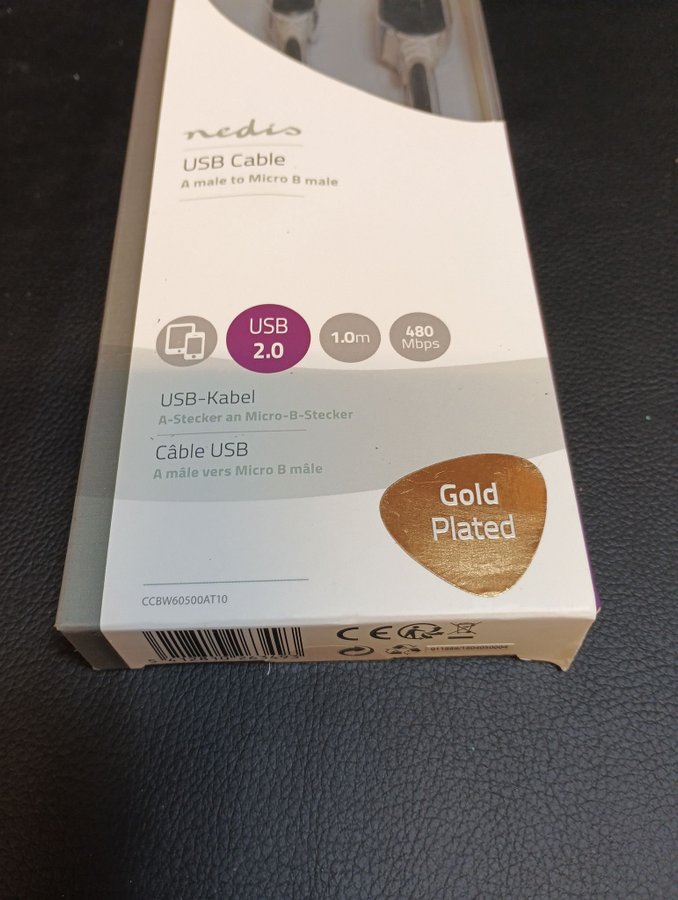 nedis
USB Cable
A male to Micro B male
USB
2.0
1.0m
480
Mbps
USB-Kabel
A-Stecker an Micro-B-Stecker
Câble USB
A mâle vers Micro B mâle
Gold
Plated
CCBW60500AT10
CE